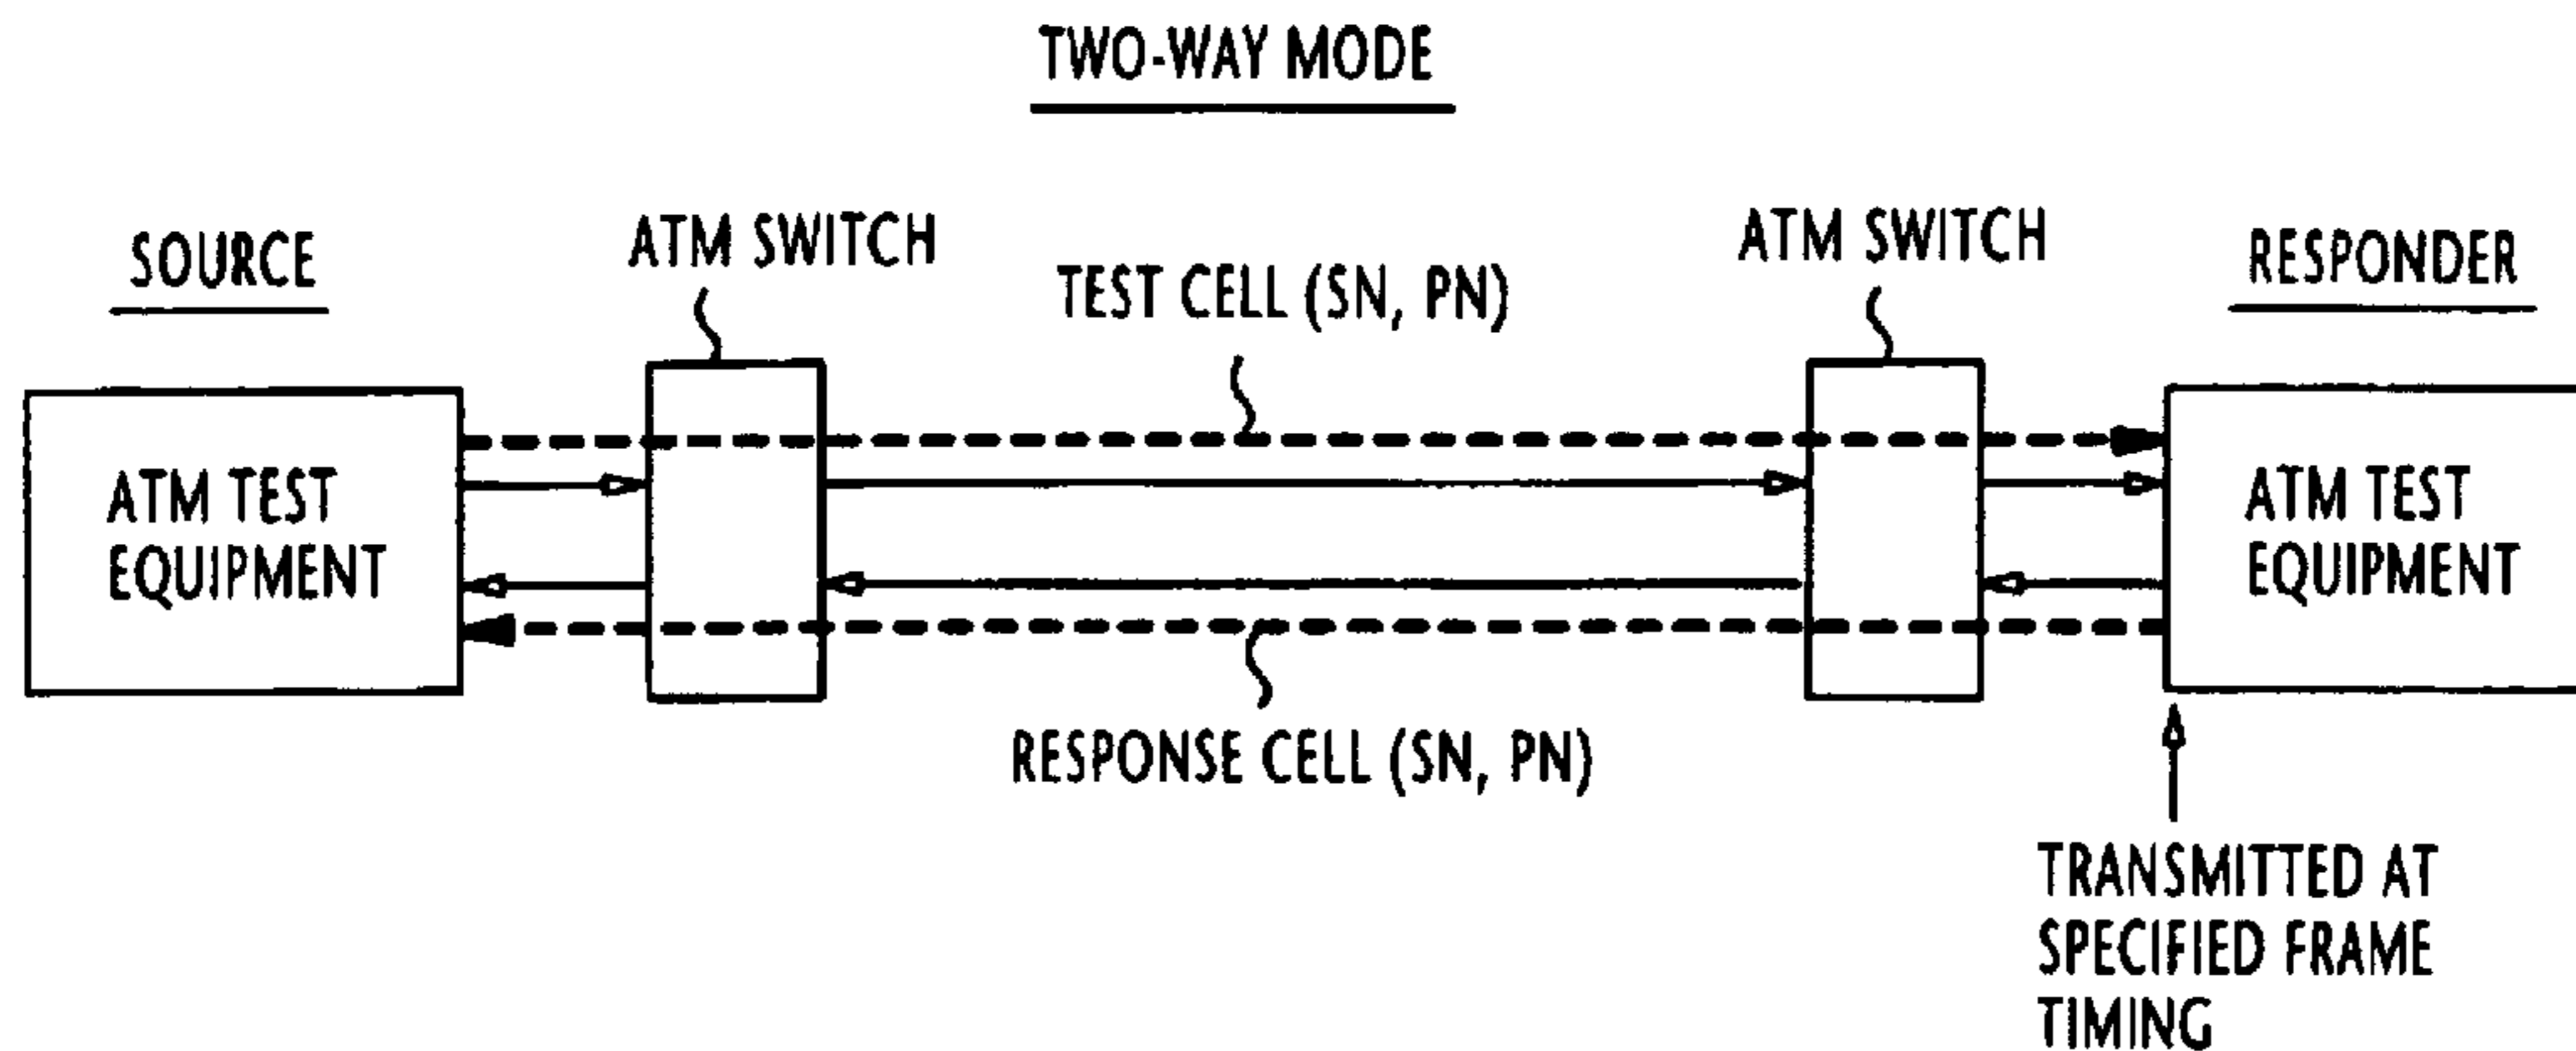 TWO-WAY MODE
SOURCE
ATM SWITCH
TEST CELL (SN, PN)
ATM SWITCH
RESPONDER
ATM TEST
EQUIPMENT
ATM TEST
EQUIPMENT
RESPONSE CELL (SN, PN)
TRANSMITTED AT
SPECIFIED FRAME
TIMING